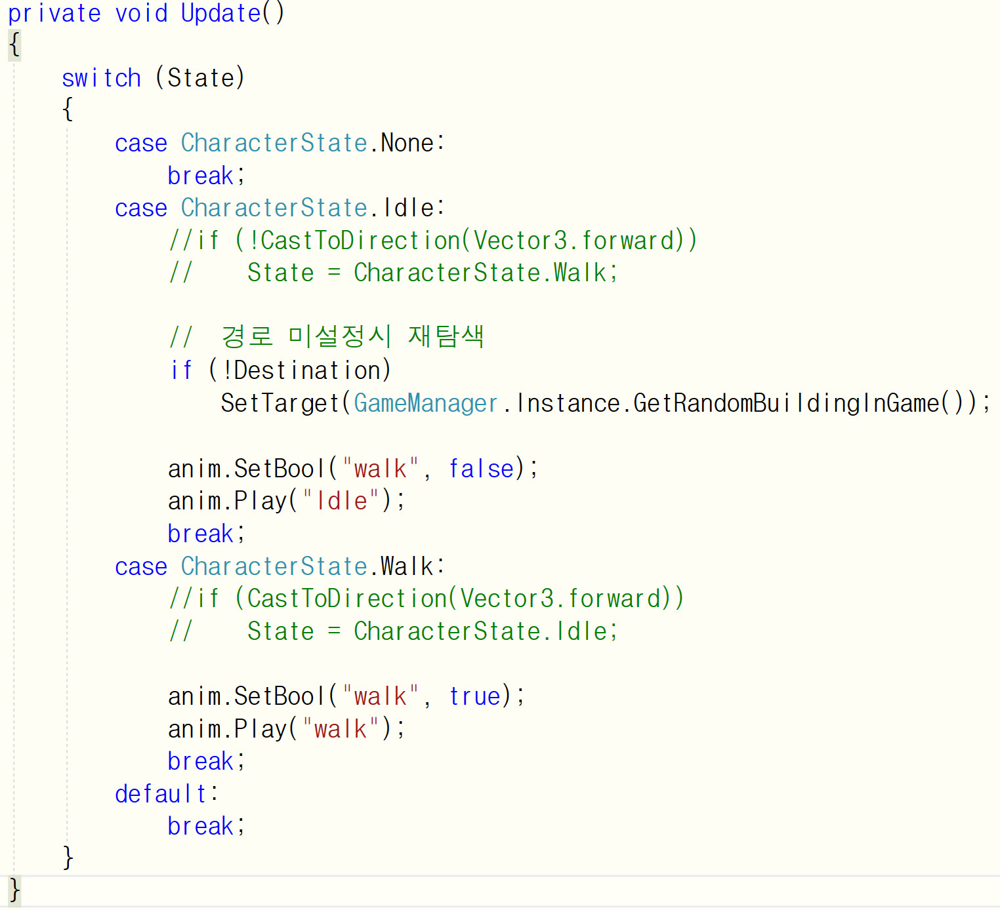 private void Update()
{
    switch (State)
    {
        case CharacterState.None:
            break;
        case CharacterState.Idle:
            //if (!CastToDirection(Vector3.forward))
            //    State = CharacterState.Walk;

            //  경로 미설정시 재탐색
            if (!Destination)
                SetTarget(GameManager.Instance.GetRandomBuildingInGame());

            anim.SetBool("walk", false);
            anim.Play("Idle");
            break;
        case CharacterState.Walk:
            //if (CastToDirection(Vector3.forward))
            //    State = CharacterState.Idle;

            anim.SetBool("walk", true);
            anim.Play("walk");
            break;
        default:
            break;
    }
}